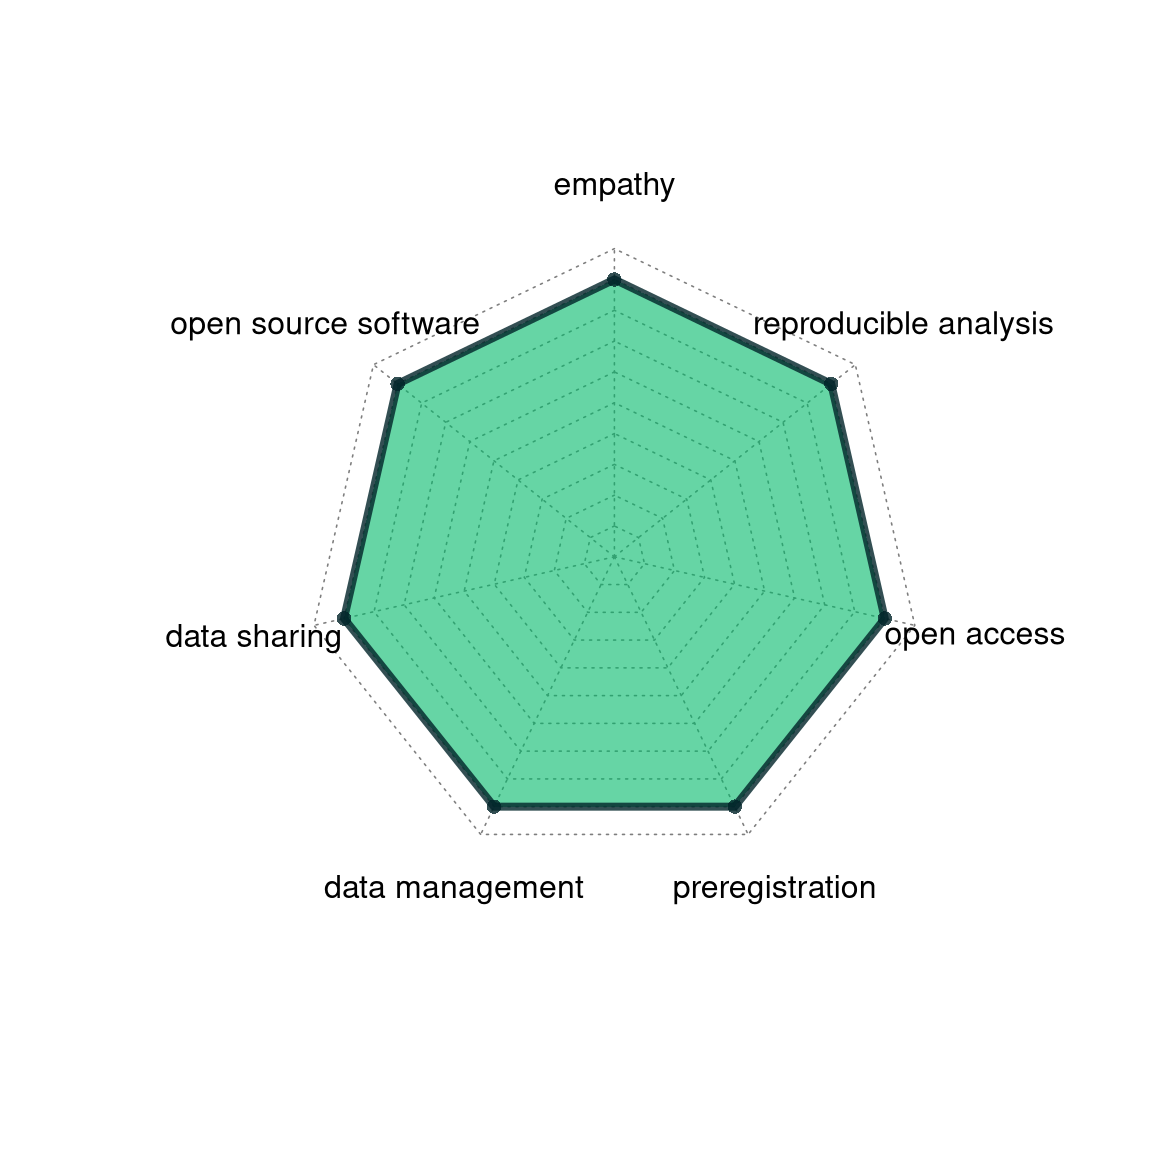 empathy
open source software
reproducible analysis
data sharing
open access
data management
preregistration